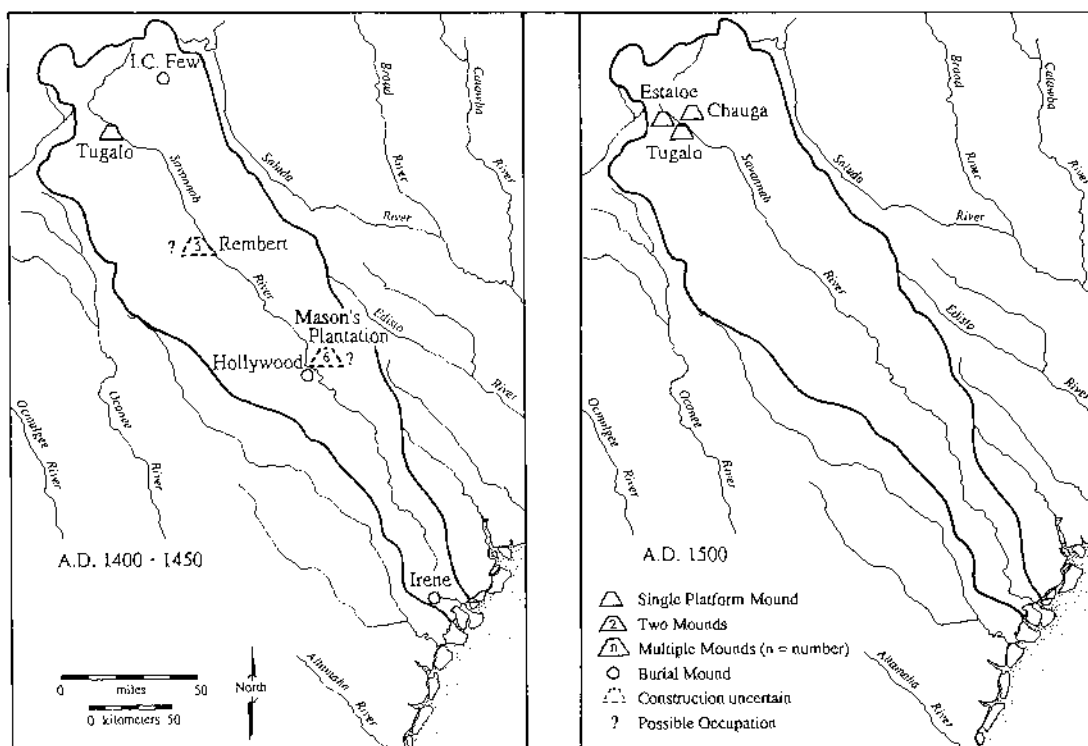 I.C. Few
Tugalo
Savannah
River
Saluda
River
Broad
River
Catawba
River
? 5 Rembert
Mason's
Plantation
6 ?
Hollywood
Edisto
River
Ocmulgee
River
Oconee
River
A.D. 1400 - 1450
Irene
0 50
miles
0 kilometers 50
North
Altamaha
River
Estatoe
Chauga
Tugalo
Savannah
River
Saluda
River
Broad
River
Catawba
River
Edisto
River
Ocmulgee
River
Oconee
River
A.D. 1500
Single Platform Mound
2 Two Mounds
n Multiple Mounds (n = number)
Burial Mound
Construction uncertain
? Possible Occupation
Altamaha
River